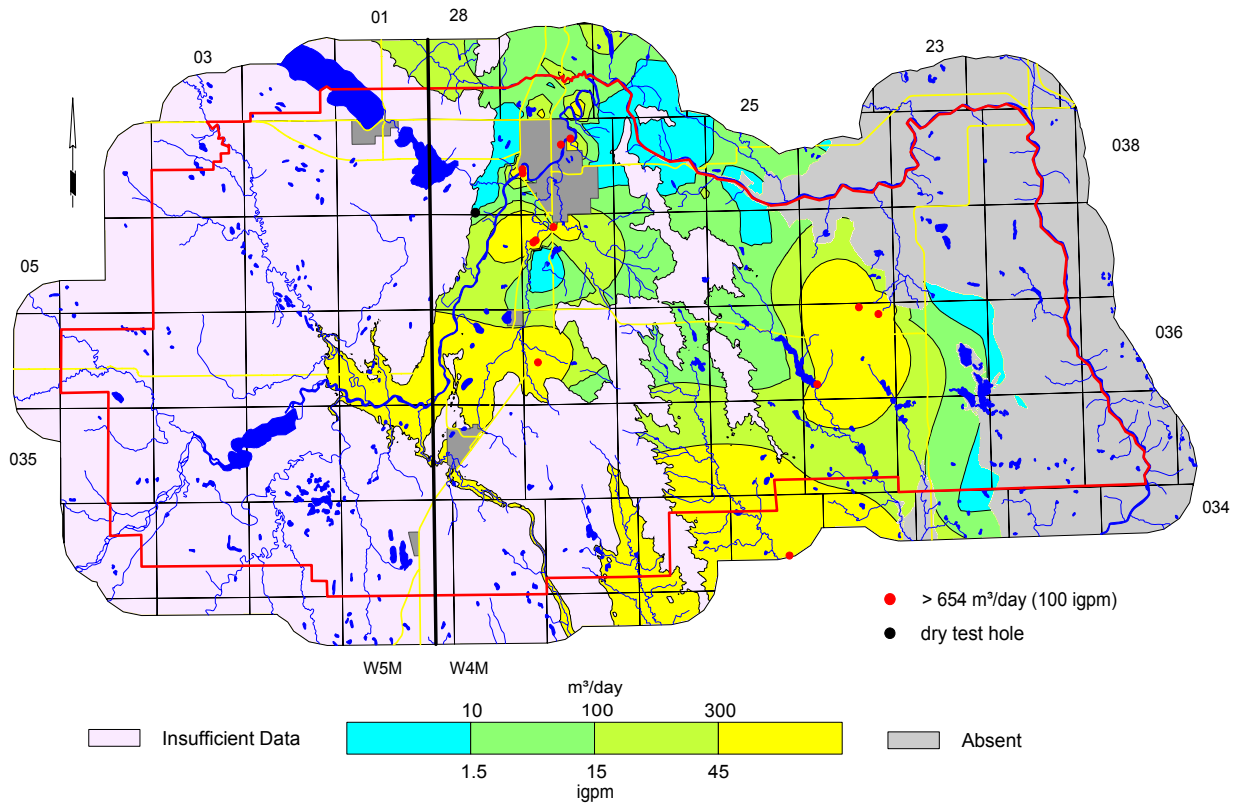 01
28
03
23
25
038
05
036
035
034
> 654 m³/day (100 igpm)
dry test hole
W5M
W4M
m³/day
10
100
300
Insufficient Data
Absent
1.5
15
45
igpm